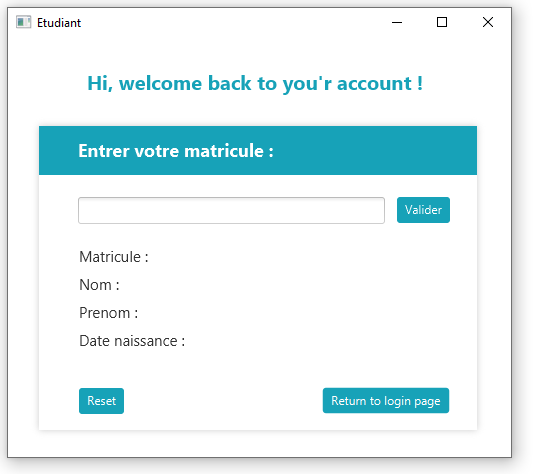 Etudiant
Hi, welcome back to you'r account !
Entrer votre matricule :
Valider
Matricule :
Nom :
Prenom :
Date naissance :
Reset
Return to login page